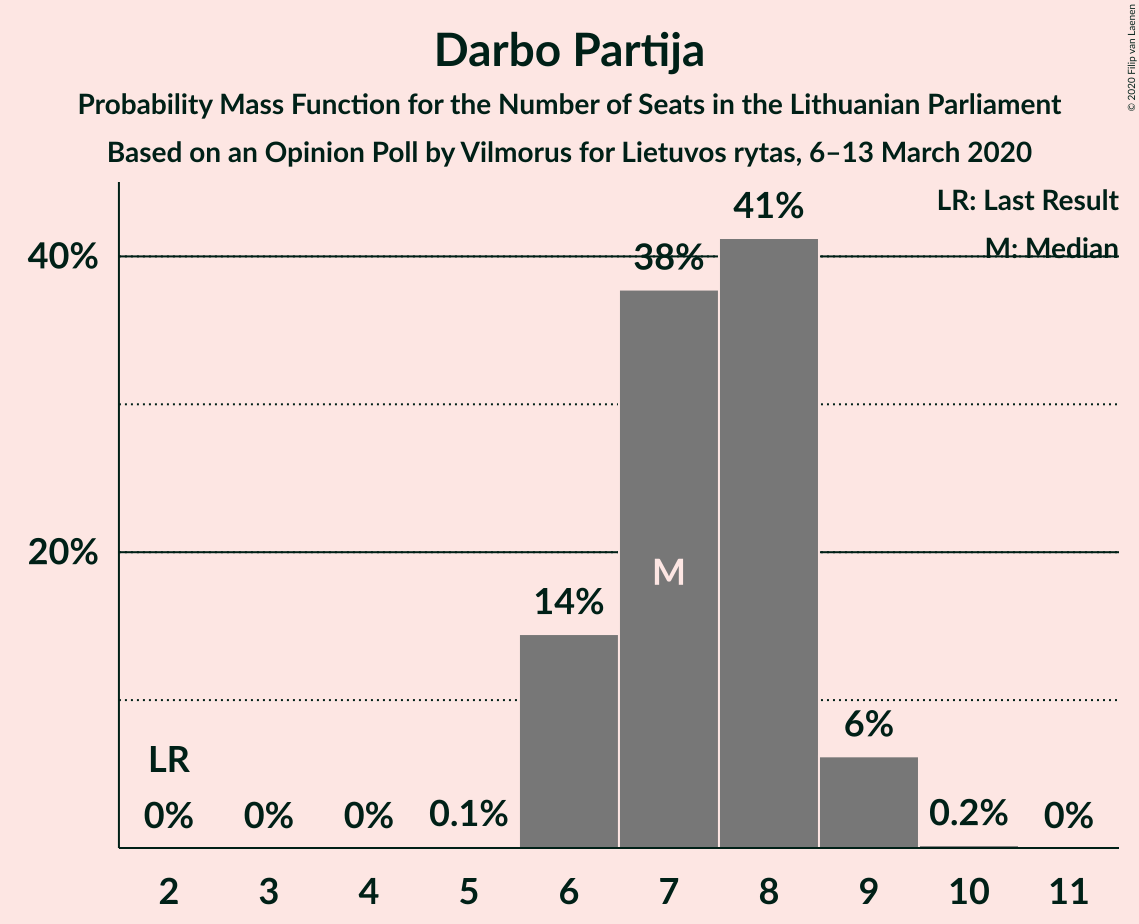 Darbo Partija
Probability Mass Function for the Number of Seats in the Lithuanian Parliament
Based on an Opinion Poll by Vilmorus for Lietuvos rytas, 6–13 March 2020
© 2020 Filip van Laenen
LR: Last Result
M: Median
40%
20%
LR
0%
0%
0%
0.1%
14%
38%
M
41%
6%
0.2%
0%
2 3 4 5 6 7 8 9 10 11